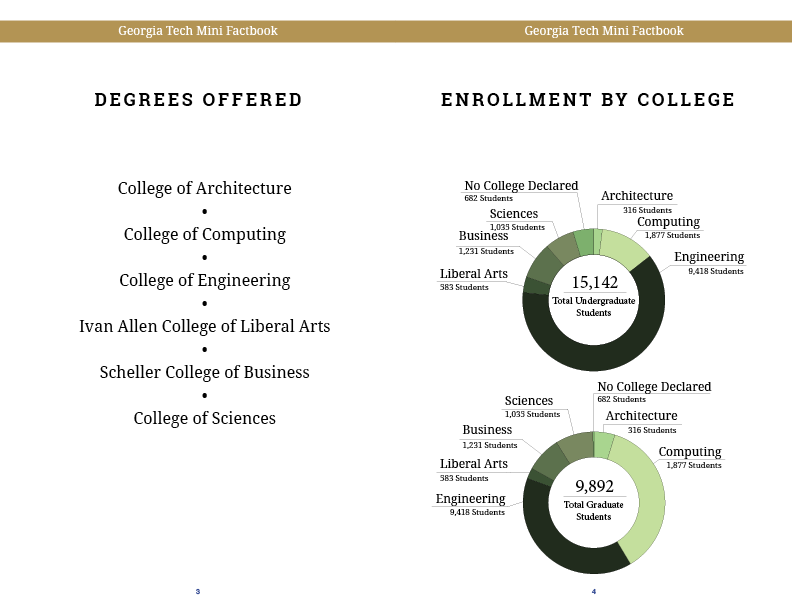 Georgia Tech Mini Factbook
DEGREES OFFERED
College of Architecture
•
College of Computing
•
College of Engineering
•
Ivan Allen College of Liberal Arts
•
Scheller College of Business
•
College of Sciences
3
Georgia Tech Mini Factbook
ENROLLMENT BY COLLEGE
No College Declared
682 Students
Architecture
316 Students
Sciences
1,035 Students
Computing
1,877 Students
Business
1,231 Students
Engineering
9,418 Students
Liberal Arts
583 Students
15,142
Total Undergraduate
Students
No College Declared
682 Students
Sciences
1,035 Students
Architecture
316 Students
Business
1,231 Students
Computing
1,877 Students
Liberal Arts
583 Students
Engineering
9,418 Students
9,892
Total Graduate
Students
4